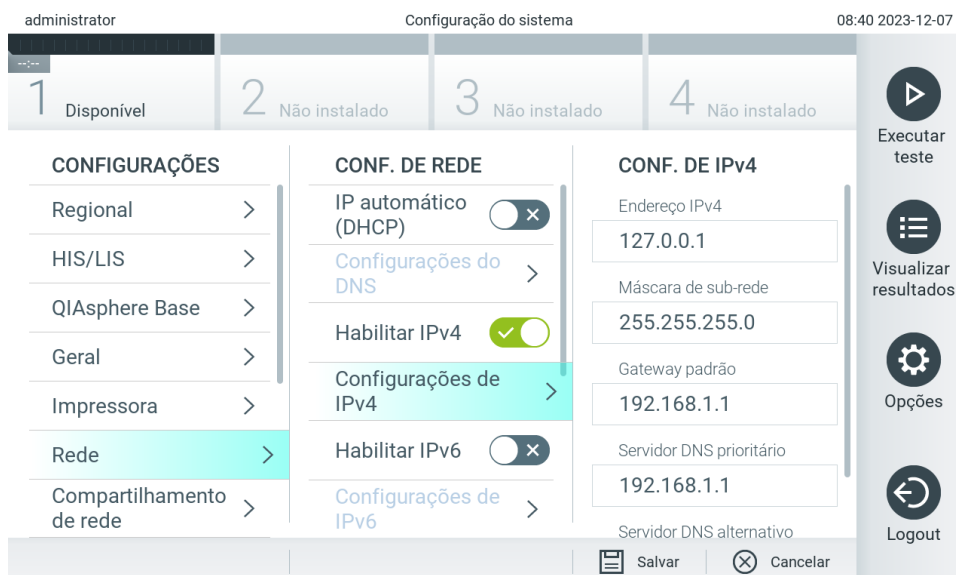 administrator
Configuração do sistema
08:40 2023-12-07
--:--
1 Disponível
2 Não instalado
3 Não instalado
4 Não instalado
CONFIGURAÇÕES
Regional
HIS/LIS
QIAsphere Base
Geral
Impressora
Rede
Compartilhamento
de rede
CONF. DE REDE
IP automático
(DHCP)
Configurações do
DNS
Habilitar IPv4
Configurações de
IPv4
Habilitar IPv6
Configurações de
IPv6
CONF. DE IPv4
Endereço IPv4
127.0.0.1
Máscara de sub-rede
255.255.255.0
Gateway padrão
192.168.1.1
Servidor DNS prioritário
192.168.1.1
Servidor DNS alternativo
Salvar
Cancelar
Executar
teste
Visualizar
resultados
Opções
Logout